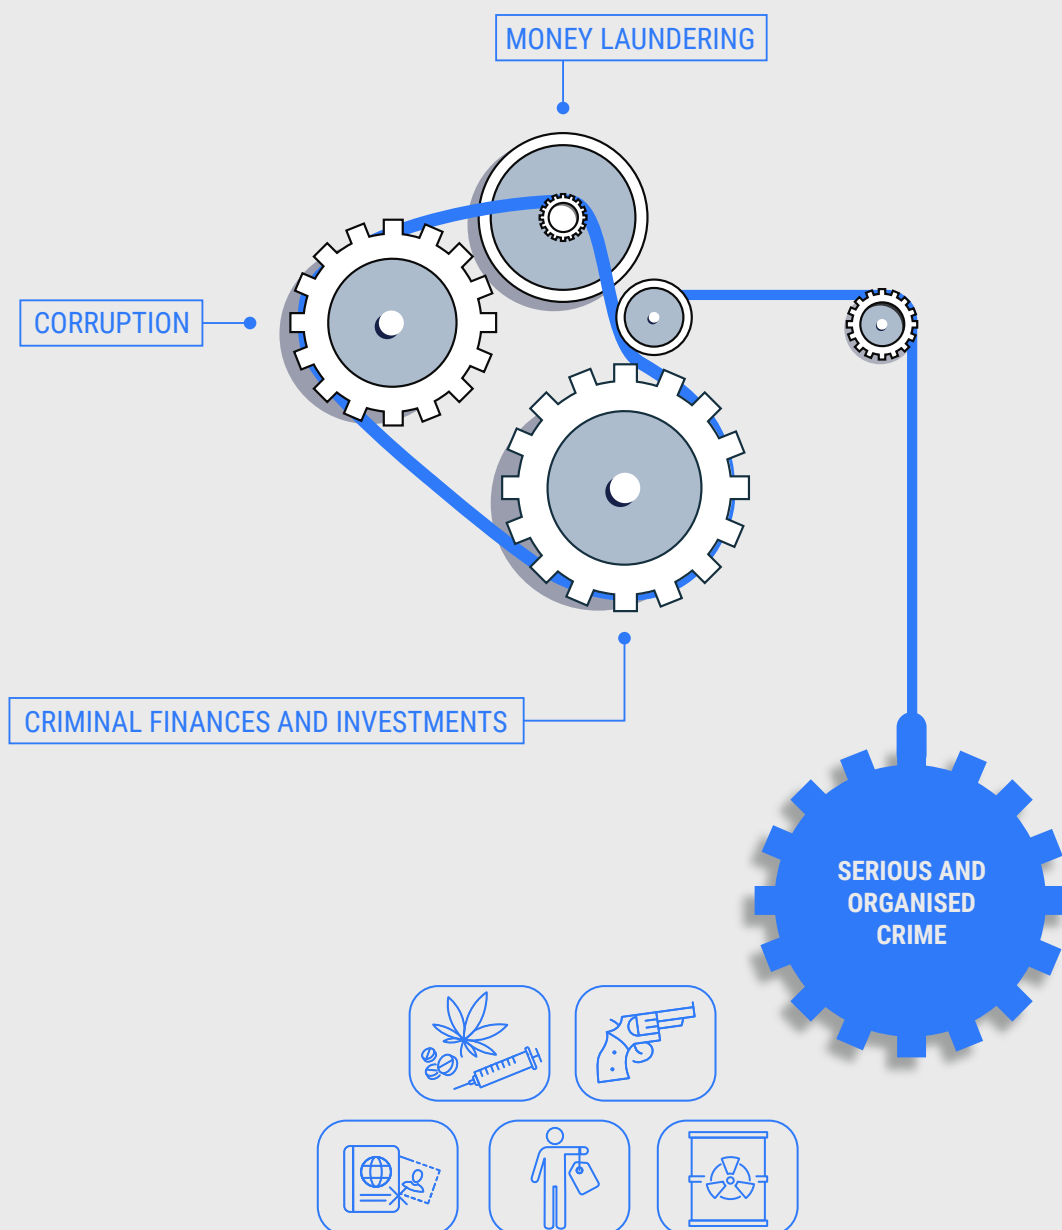 MONEY LAUNDERING
CORRUPTION
CRIMINAL FINANCES AND INVESTMENTS
SERIOUS AND
ORGANISED
CRIME